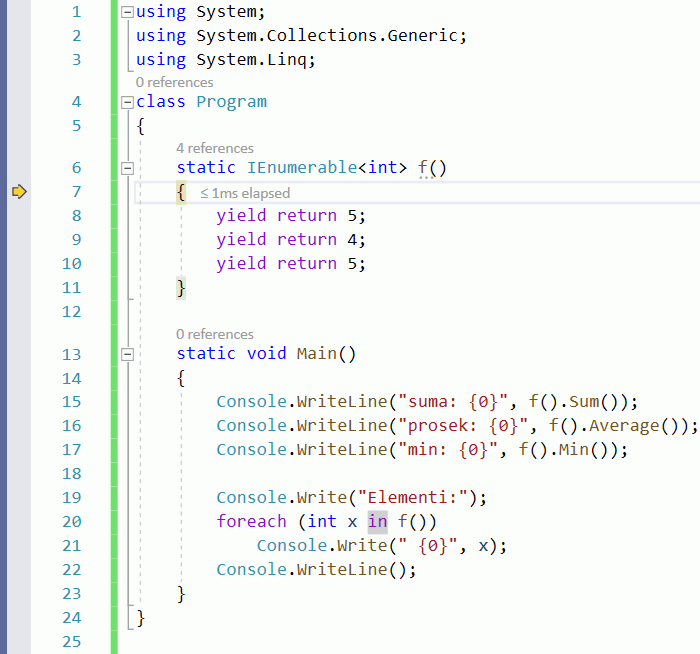 1 using System;
2 using System.Collections.Generic;
3 using System.Linq;
0 references
4 class Program
5 {
4 references
6 static IEnumerable<int> f()
7 { ≤ 1ms elapsed
8 yield return 5;
9 yield return 4;
10 yield return 5;
11 }
12
0 references
13 static void Main()
14 {
15 Console.WriteLine("suma: {0}", f().Sum());
16 Console.WriteLine("prosek: {0}", f().Average());
17 Console.WriteLine("min: {0}", f().Min());
18
19 Console.Write("Elementi:");
20 foreach (int x in f())
21 Console.Write(" {0}", x);
22 Console.WriteLine();
23 }
24 }
25